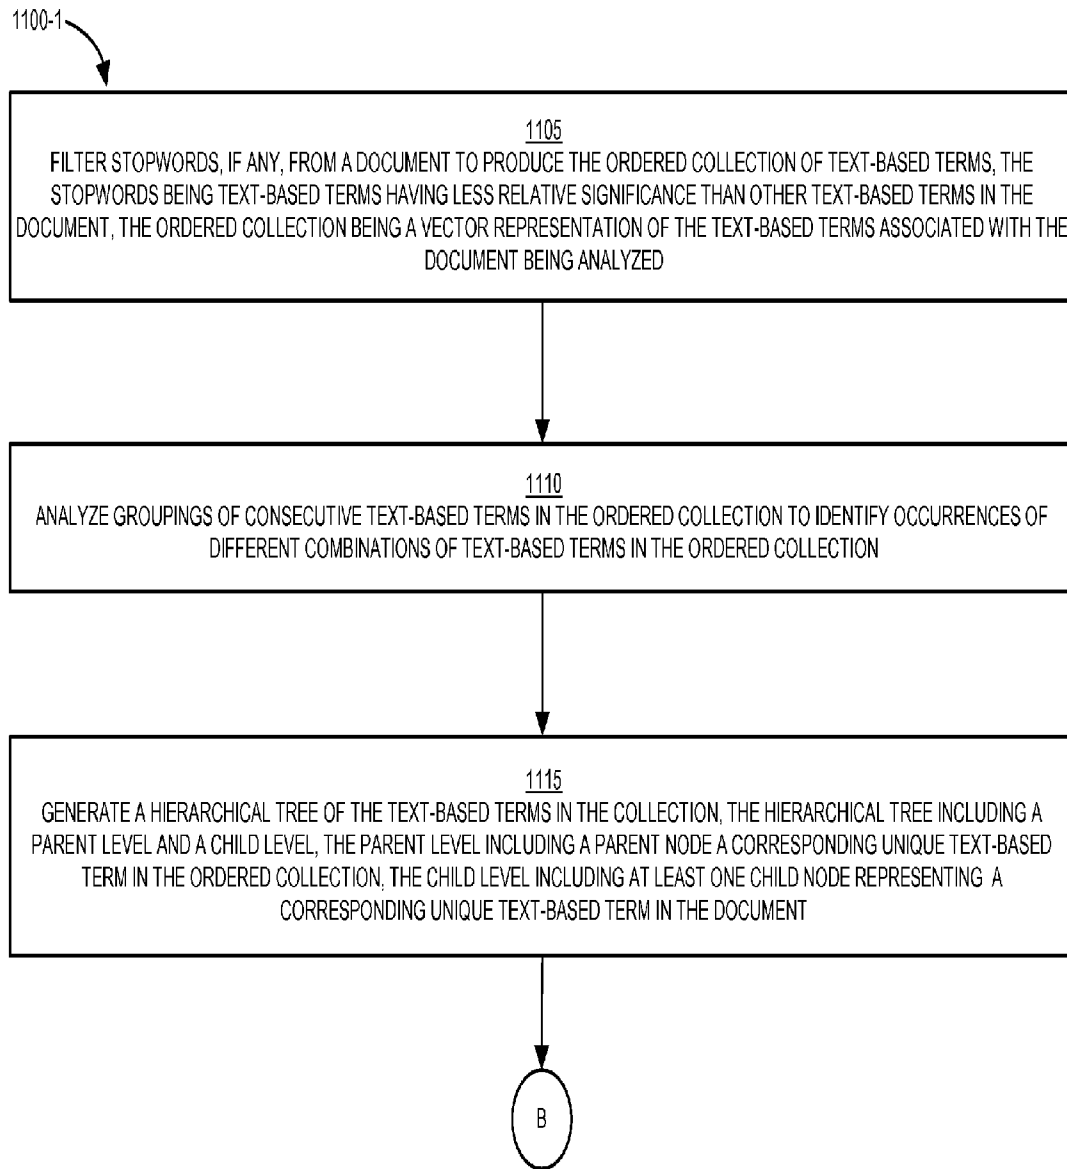 1100-1
1105
FILTER STOPWORDS, IF ANY, FROM A DOCUMENT TO PRODUCE THE ORDERED COLLECTION OF TEXT-BASED TERMS, THE
STOPWORDS BEING TEXT-BASED TERMS HAVING LESS RELATIVE SIGNIFICANCE THAN OTHER TEXT-BASED TERMS IN THE
DOCUMENT, THE ORDERED COLLECTION BEING A VECTOR REPRESENTATION OF THE TEXT-BASED TERMS ASSOCIATED WITH THE
DOCUMENT BEING ANALYZED
1110
ANALYZE GROUPINGS OF CONSECUTIVE TEXT-BASED TERMS IN THE ORDERED COLLECTION TO IDENTIFY OCCURRENCES OF
DIFFERENT COMBINATIONS OF TEXT-BASED TERMS IN THE ORDERED COLLECTION
1115
GENERATE A HIERARCHICAL TREE OF THE TEXT-BASED TERMS IN THE COLLECTION, THE HIERARCHICAL TREE INCLUDING A
PARENT LEVEL AND A CHILD LEVEL, THE PARENT LEVEL INCLUDING A PARENT NODE A CORRESPONDING UNIQUE TEXT-BASED
TERM IN THE ORDERED COLLECTION, THE CHILD LEVEL INCLUDING AT LEAST ONE CHILD NODE REPRESENTING A
CORRESPONDING UNIQUE TEXT-BASED TERM IN THE DOCUMENT
B